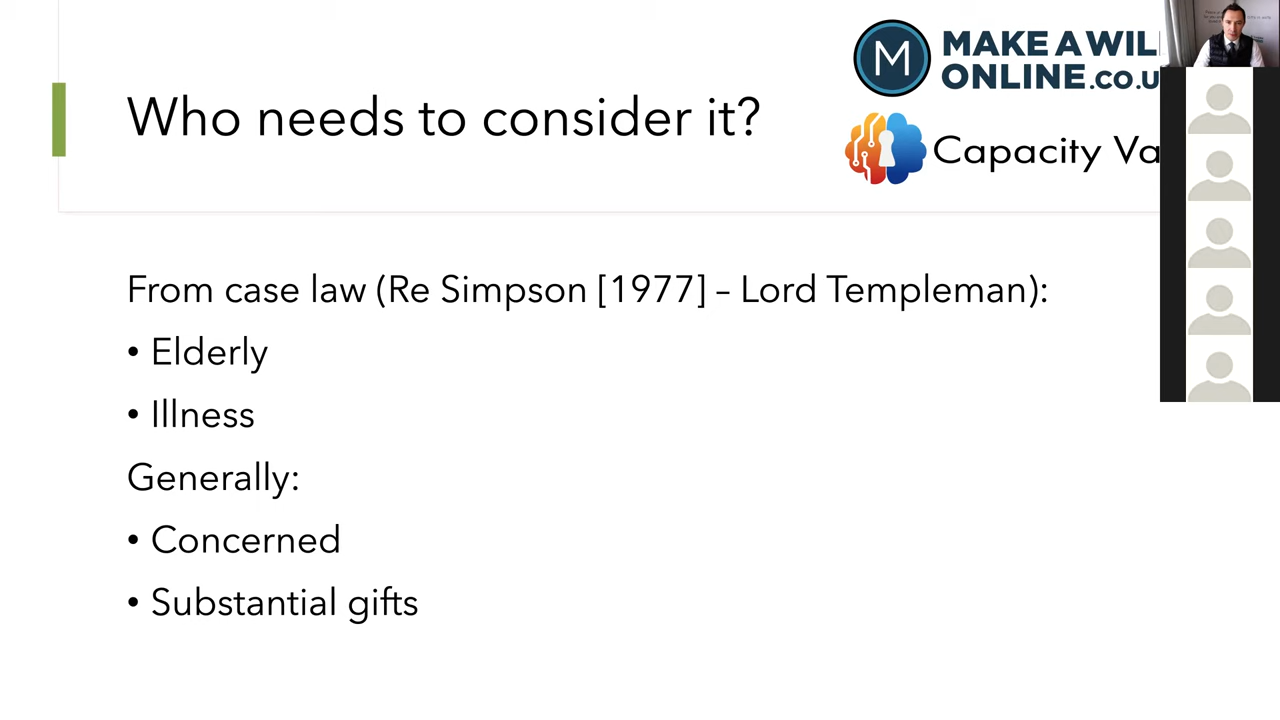 Who needs to consider it?
M
MAKE A WIL
ONLINE.co.u
Capacity Va
From case law (Re Simpson [1977] – Lord Templeman):
• Elderly
• Illness
Generally:
• Concerned
• Substantial gifts